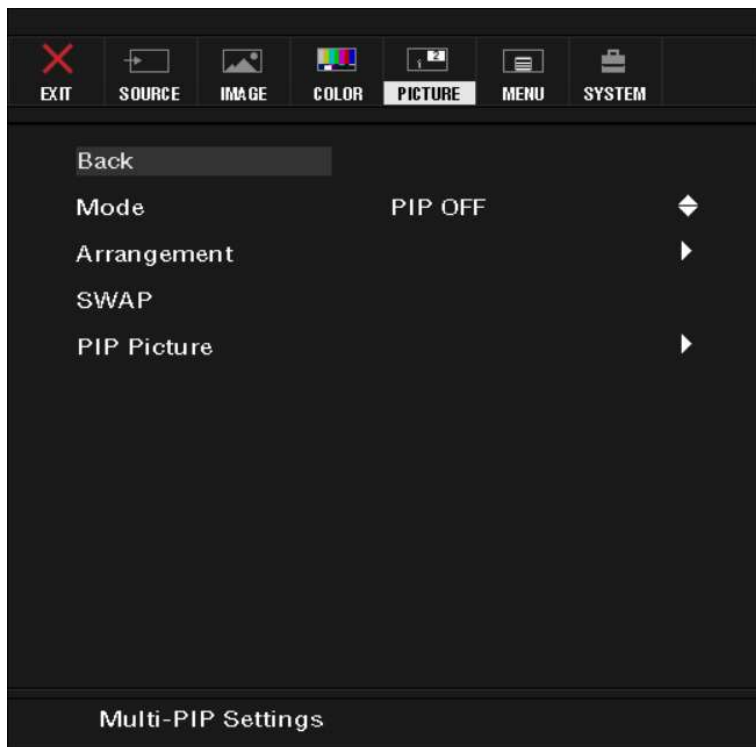 EXIT SOURCE IMAGE COLOR PICTURE MENU SYSTEM
Back
Mode PIP OFF
Arrangement
SWAP
PIP Picture
Multi-PIP Settings